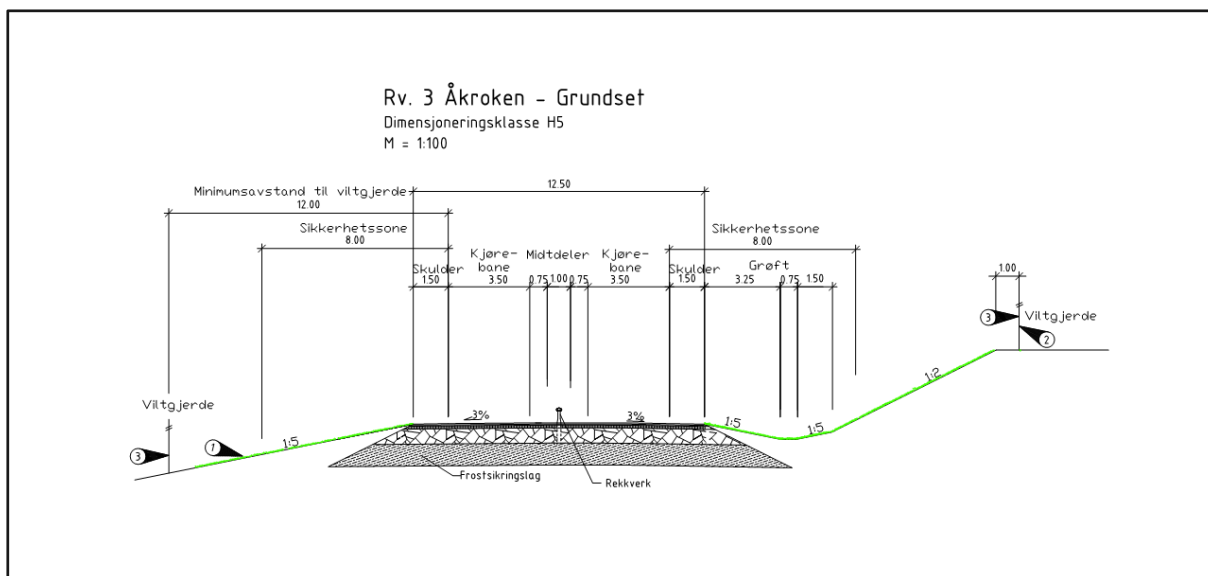 Rv. 3 Åkroken - Grundset
Dimensjoneringsklasse H5
M = 1:100
Minimumsavstand til viltgjerde
12.50
12.00
Sikkerhetssone
8.00
Sikkerhetssone
8.00
Kjøre-
bane
Midtdeler
Kjøre-
bane
Skulder
Skulder
Grøft
1.50
3.50
0.75
1.00
0.75
3.50
1.50
3.25
0.75
1.50
1.00
3
Viltgjerde
2
1:2
Viltgjerde
3%
3%
1:5
1:5
1:5
1
3
Frostsikringslag
Rekkverk